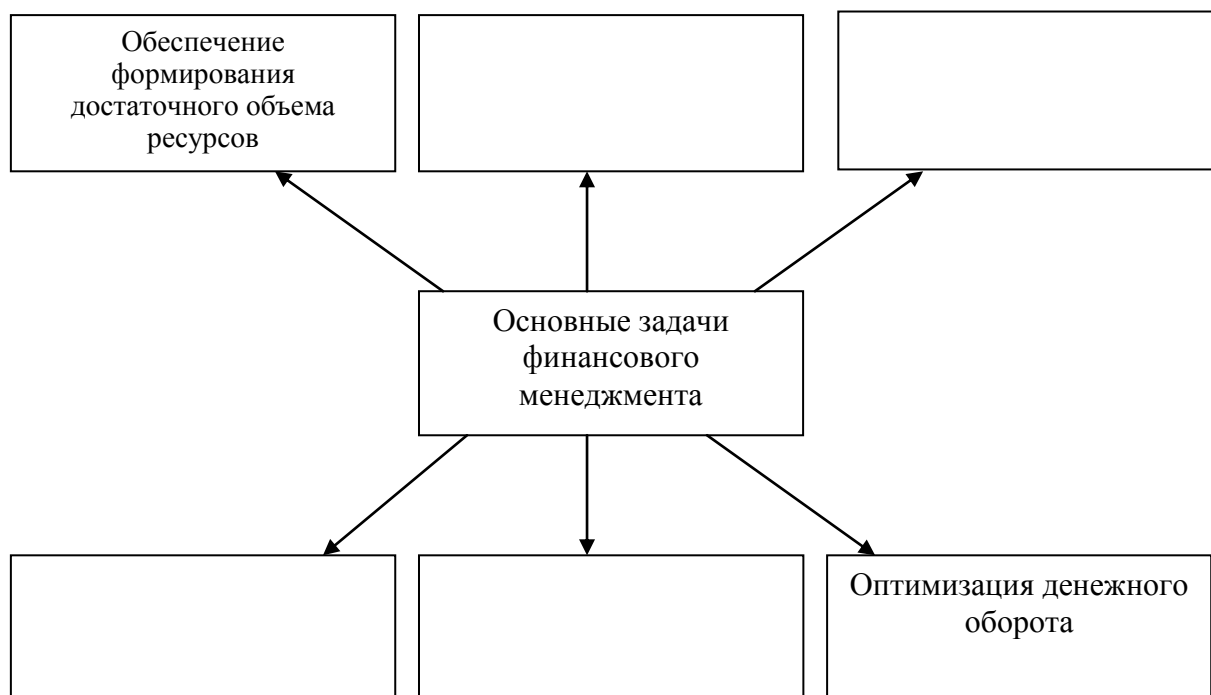 Обеспечение
формирования
достаточного объема
ресурсов
Основные задачи
финансового
менеджмента
Оптимизация денежного
оборота